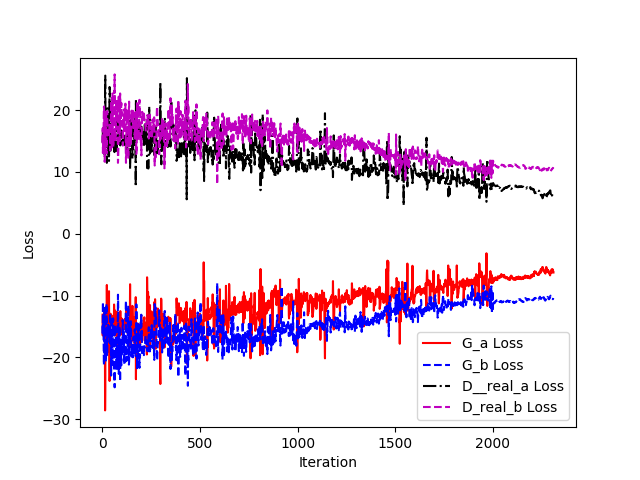 20
10
0
−10
−20
−30
Loss
0
500
1000
1500
2000
Iteration
G_a Loss
G_b Loss
D__real_a Loss
D_real_b Loss